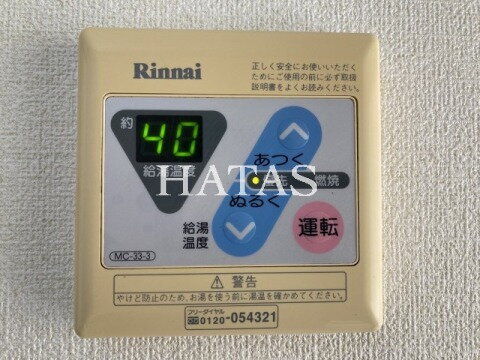 Rinnai
正しく安全にお使いいただく
ためにご使用の前に必ず取扱
説明書をよくお読みください。
約
40
給湯温度
あつく
燃焼
HATAS
ぬるく
給湯
温度
運転
MC-33-3
警告
やけど防止のため、お湯を使う前に湯温を確かめてください。
フリーダイヤル
0120-054321